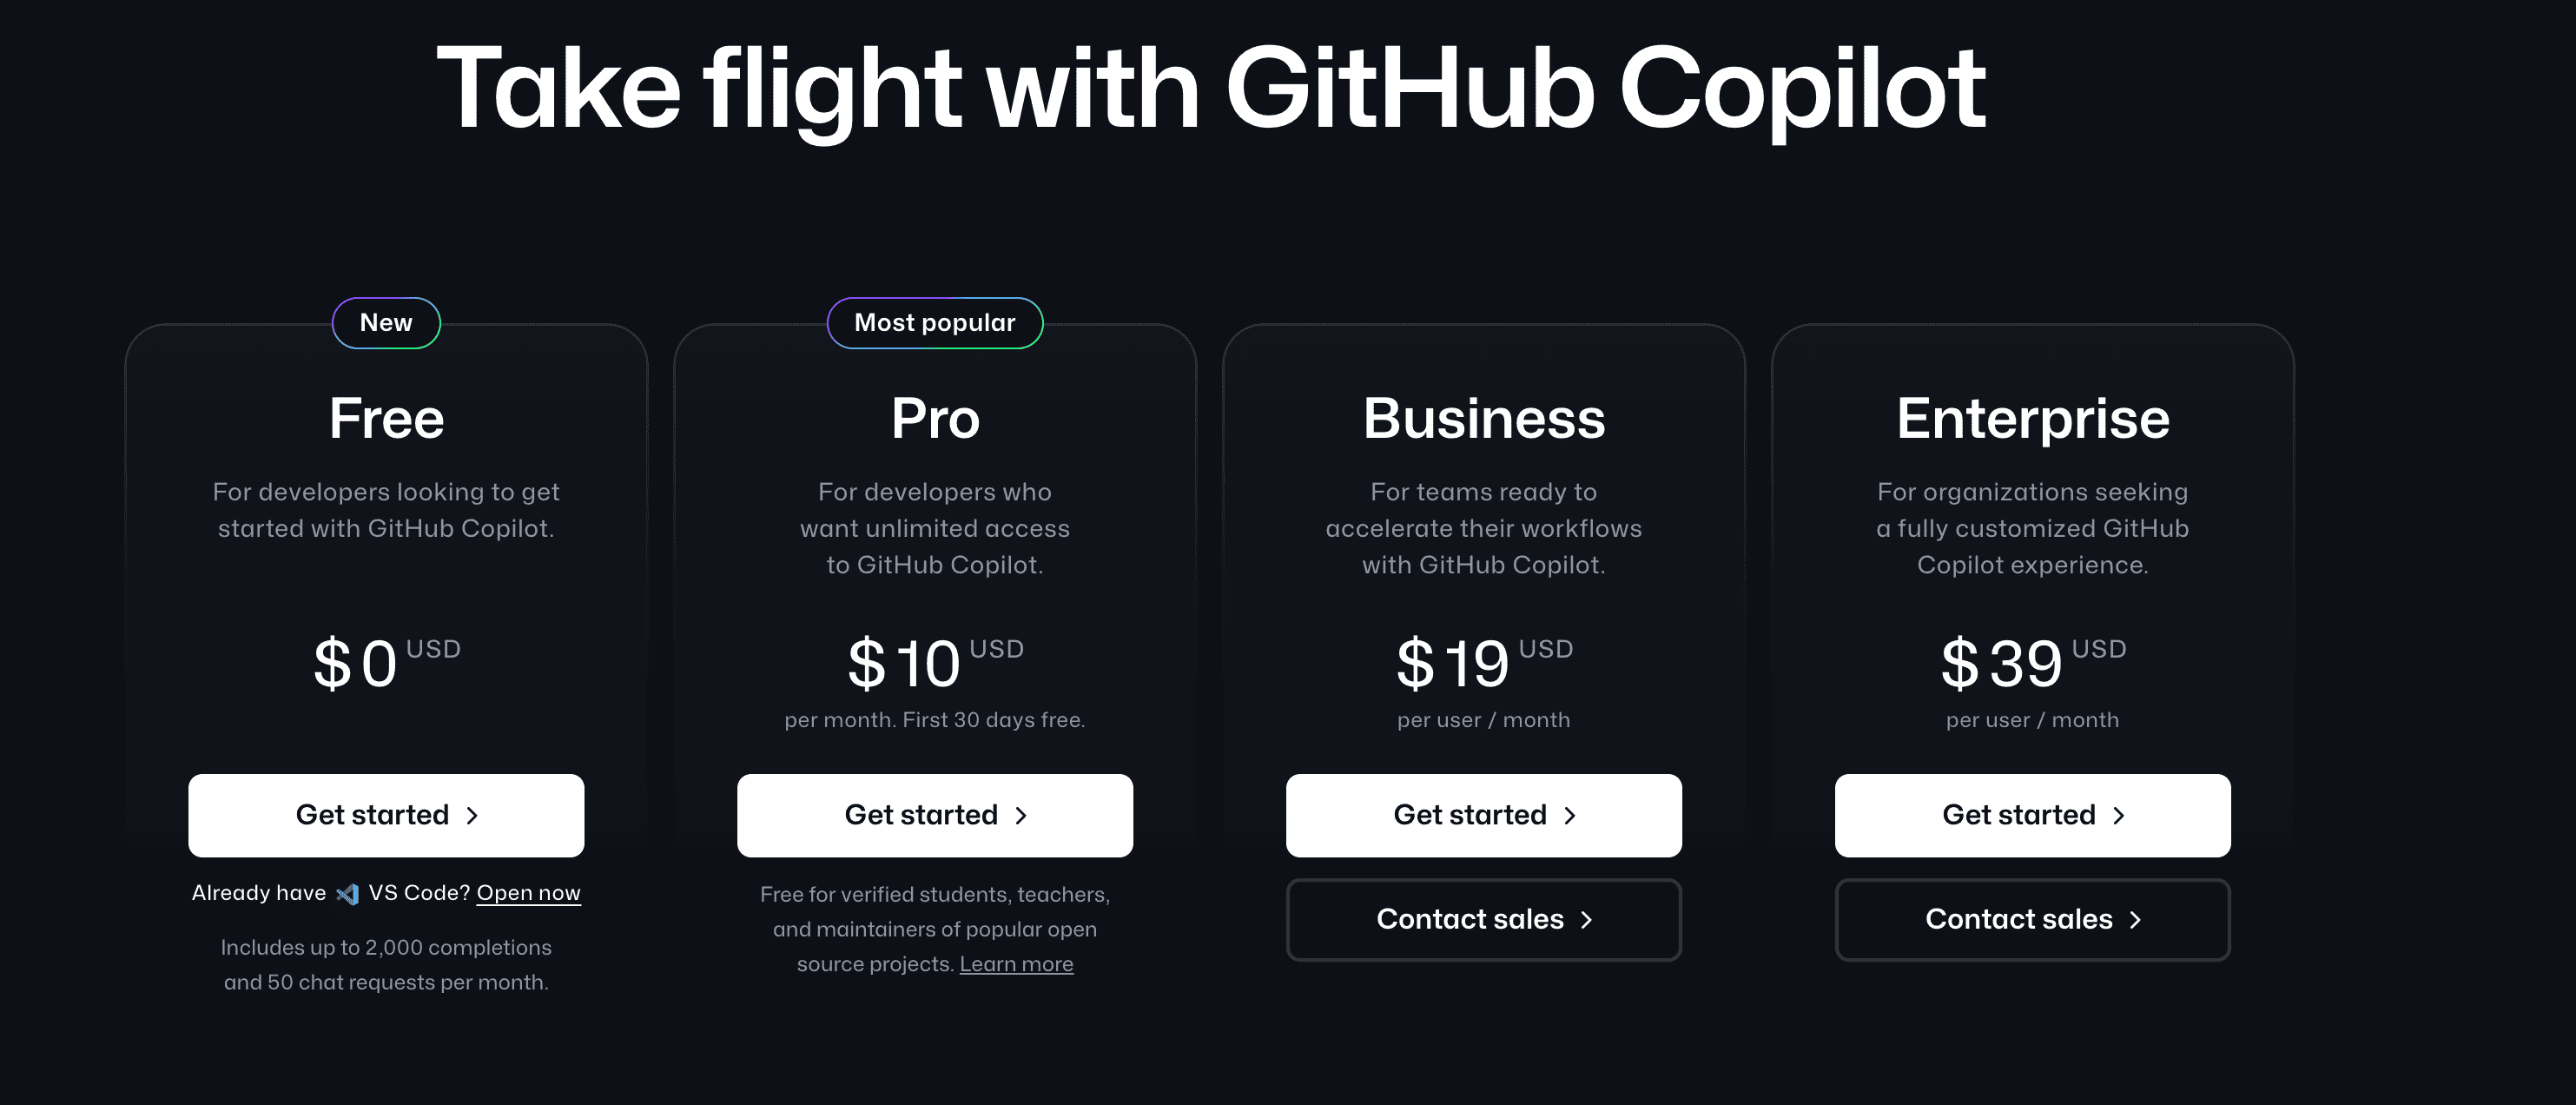 Take flight with GitHub Copilot
New
Free
For developers looking to get
started with GitHub Copilot.
$0 USD
Get started >
Already have VS Code? Open now
Includes up to 2,000 completions
and 50 chat requests per month.
Most popular
Pro
For developers who
want unlimited access
to GitHub Copilot.
$10 USD
per month. First 30 days free.
Get started >
Free for verified students, teachers,
and maintainers of popular open
source projects. Learn more
Business
For teams ready to
accelerate their workflows
with GitHub Copilot.
$19 USD
per user / month
Get started >
Contact sales >
Enterprise
For organizations seeking
a fully customized GitHub
Copilot experience.
$39 USD
per user / month
Get started >
Contact sales >